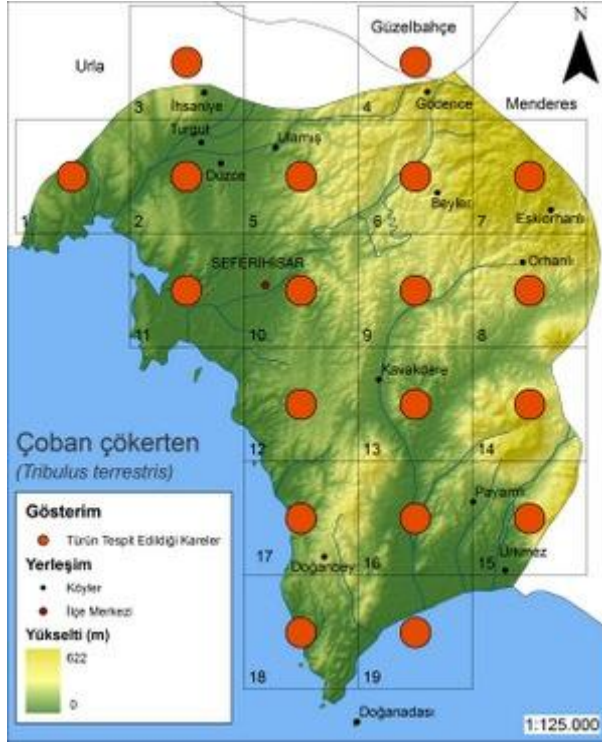 Güzelbahçe
N
Urla
3
İhsaniye
4
Gödence
Menderes
Turgut
Ulamış
Düzce
Beyler
1
2
5
6
7
Eskiorhanlı
SEFERİHİSAR
Orhanlı
11
10
9
8
Kavakdere
Çoban çökerten
(Tribulus terrestris)
12
13
14
Payamlı
Gösterim
Türün Tespit Edildiği Kareler
Yerleşim
Köyler
İlçe Merkezi
Yükselti (m)
622
0
17
Doğanbey
16
15
Ürkmez
18
19
Doğanadası
1:125.000